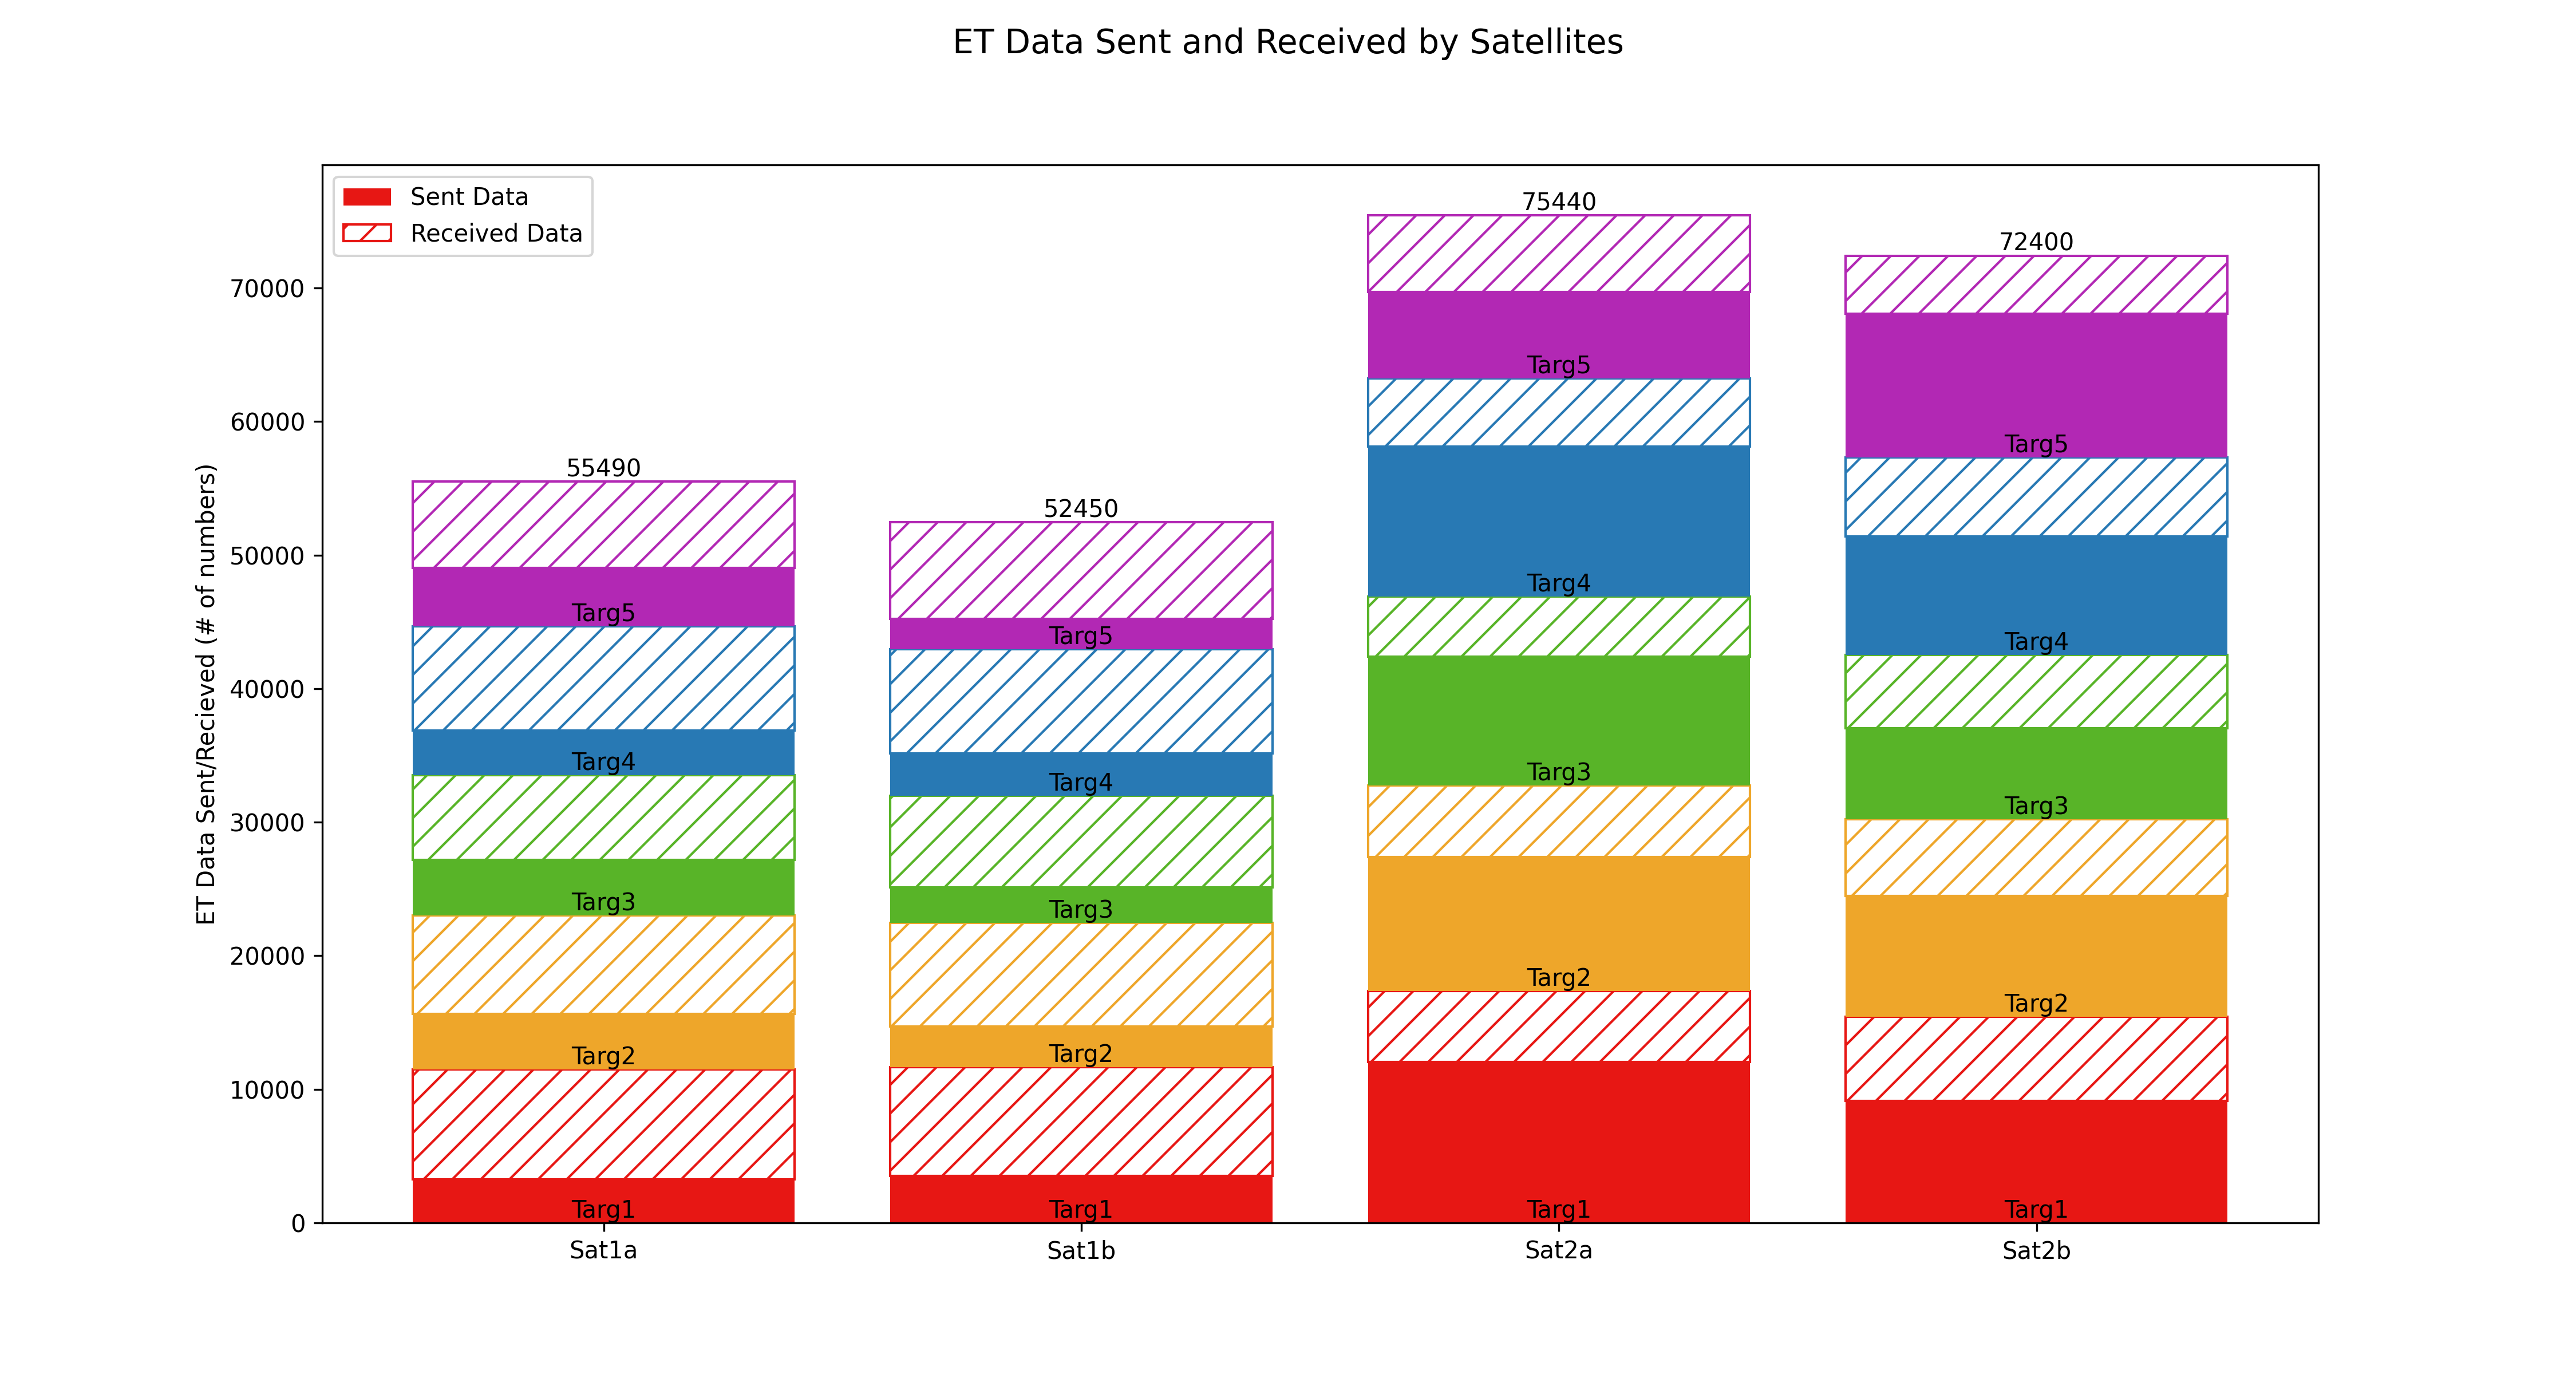 ET Data Sent and Received by Satellites
Sent Data
Received Data
ET Data Sent/Recieved (# of numbers)
70000
60000
50000
40000
30000
20000
10000
0
55490
Targ5
Targ4
Targ3
Targ2
Targ1
Sat1a
52450
Targ5
Targ4
Targ3
Targ2
Targ1
Sat1b
75440
Targ5
Targ4
Targ3
Targ2
Targ1
Sat2a
72400
Targ5
Targ4
Targ3
Targ2
Targ1
Sat2b